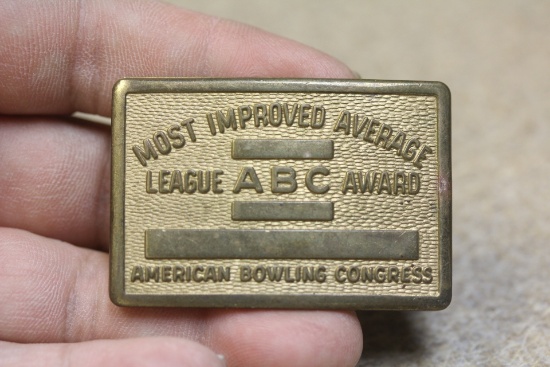 MOST IMPROVED AVERAGE
LEAGUE ABC AWARD
AMERICAN BOWLING CONGRESS